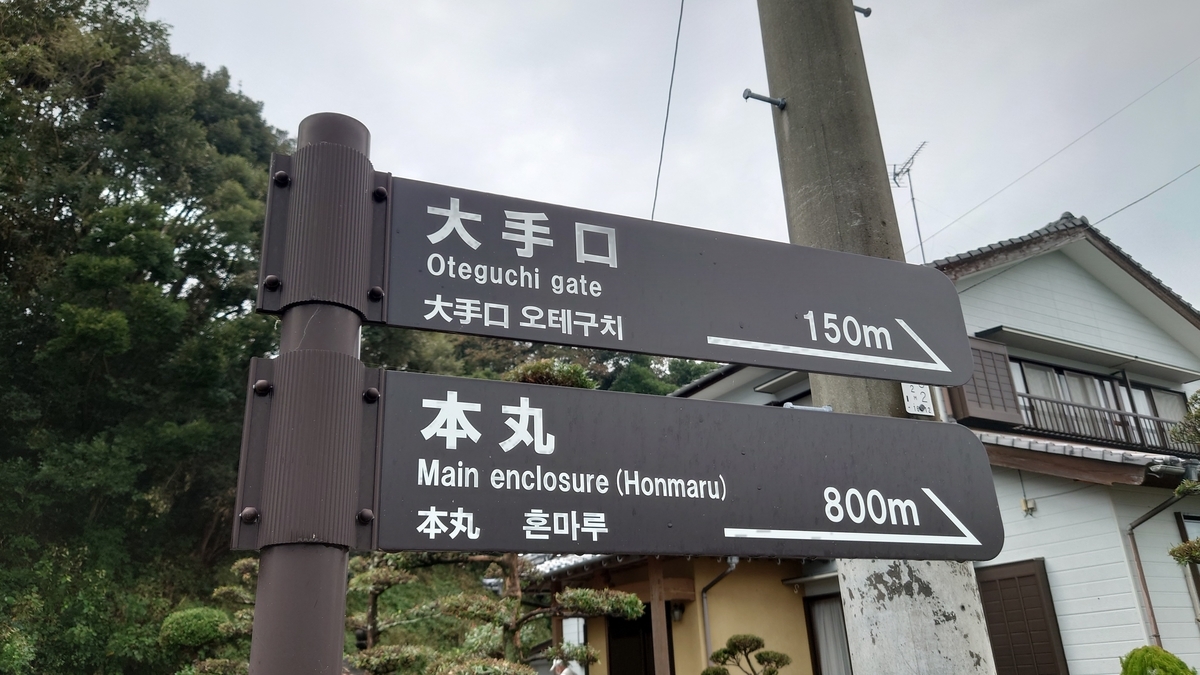 大手口
Oteguchi gate
大手口 오테구치
150m
本丸
Main enclosure (Honmaru)
本丸 혼마루
800m